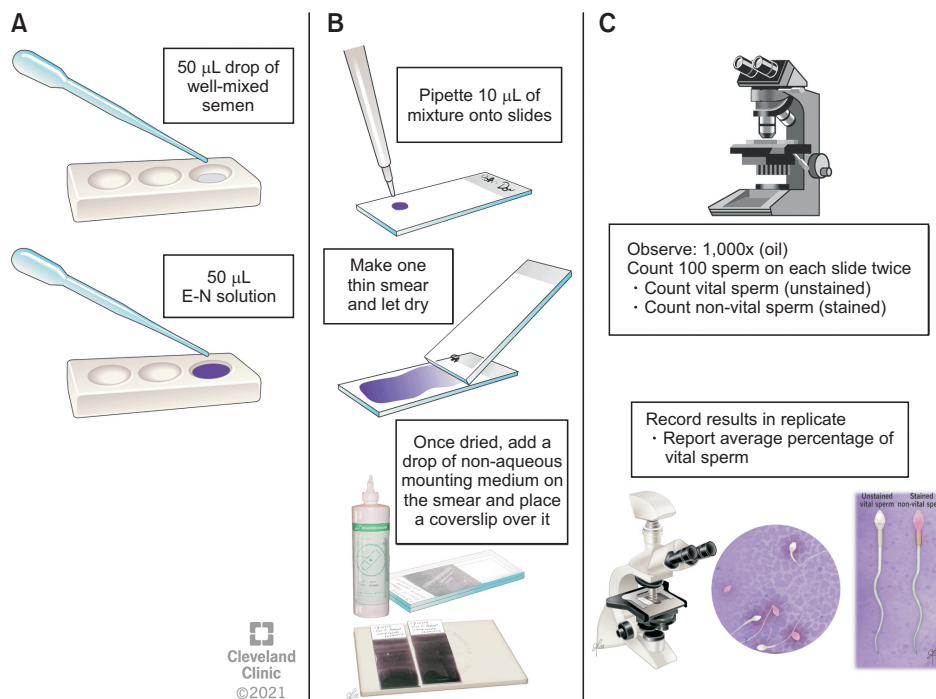 A
50 μL drop of
well-mixed
semen
50 μL
E-N solution
Cleveland
Clinic
©2021
B
Pipette 10 μL of
mixture onto slides
Make one
thin smear
and let dry
Once dried, add a
drop of non-aqueous
mounting medium on
the smear and place
a coverslip over it
C
Observe: 1,000x (oil)
Count 100 sperm on each slide twice
· Count vital sperm (unstained)
· Count non-vital sperm (stained)
Record results in replicate
· Report average percentage of
vital sperm
Unstained
vital sperm
Stained
non-vital spe